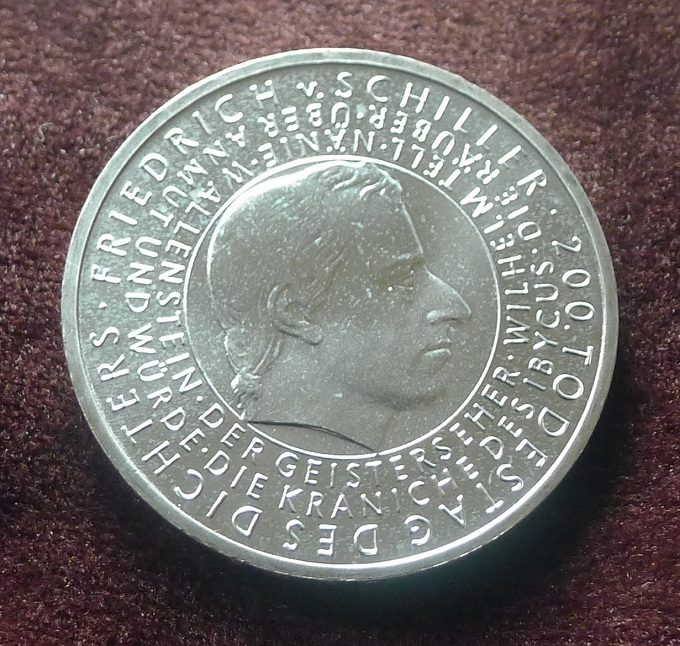 FRIEDRICH v. SCHILLER · 200. TODESTAG DES DICHTERS ·
DIE RÄUBER · ÜBER ANMUT UND WÜRDE · DIE KRANICHE DES IBYCUS ·
WILHELM TELL · NÄNIE · WALLENSTEIN · DER GEISTERSEHER ·